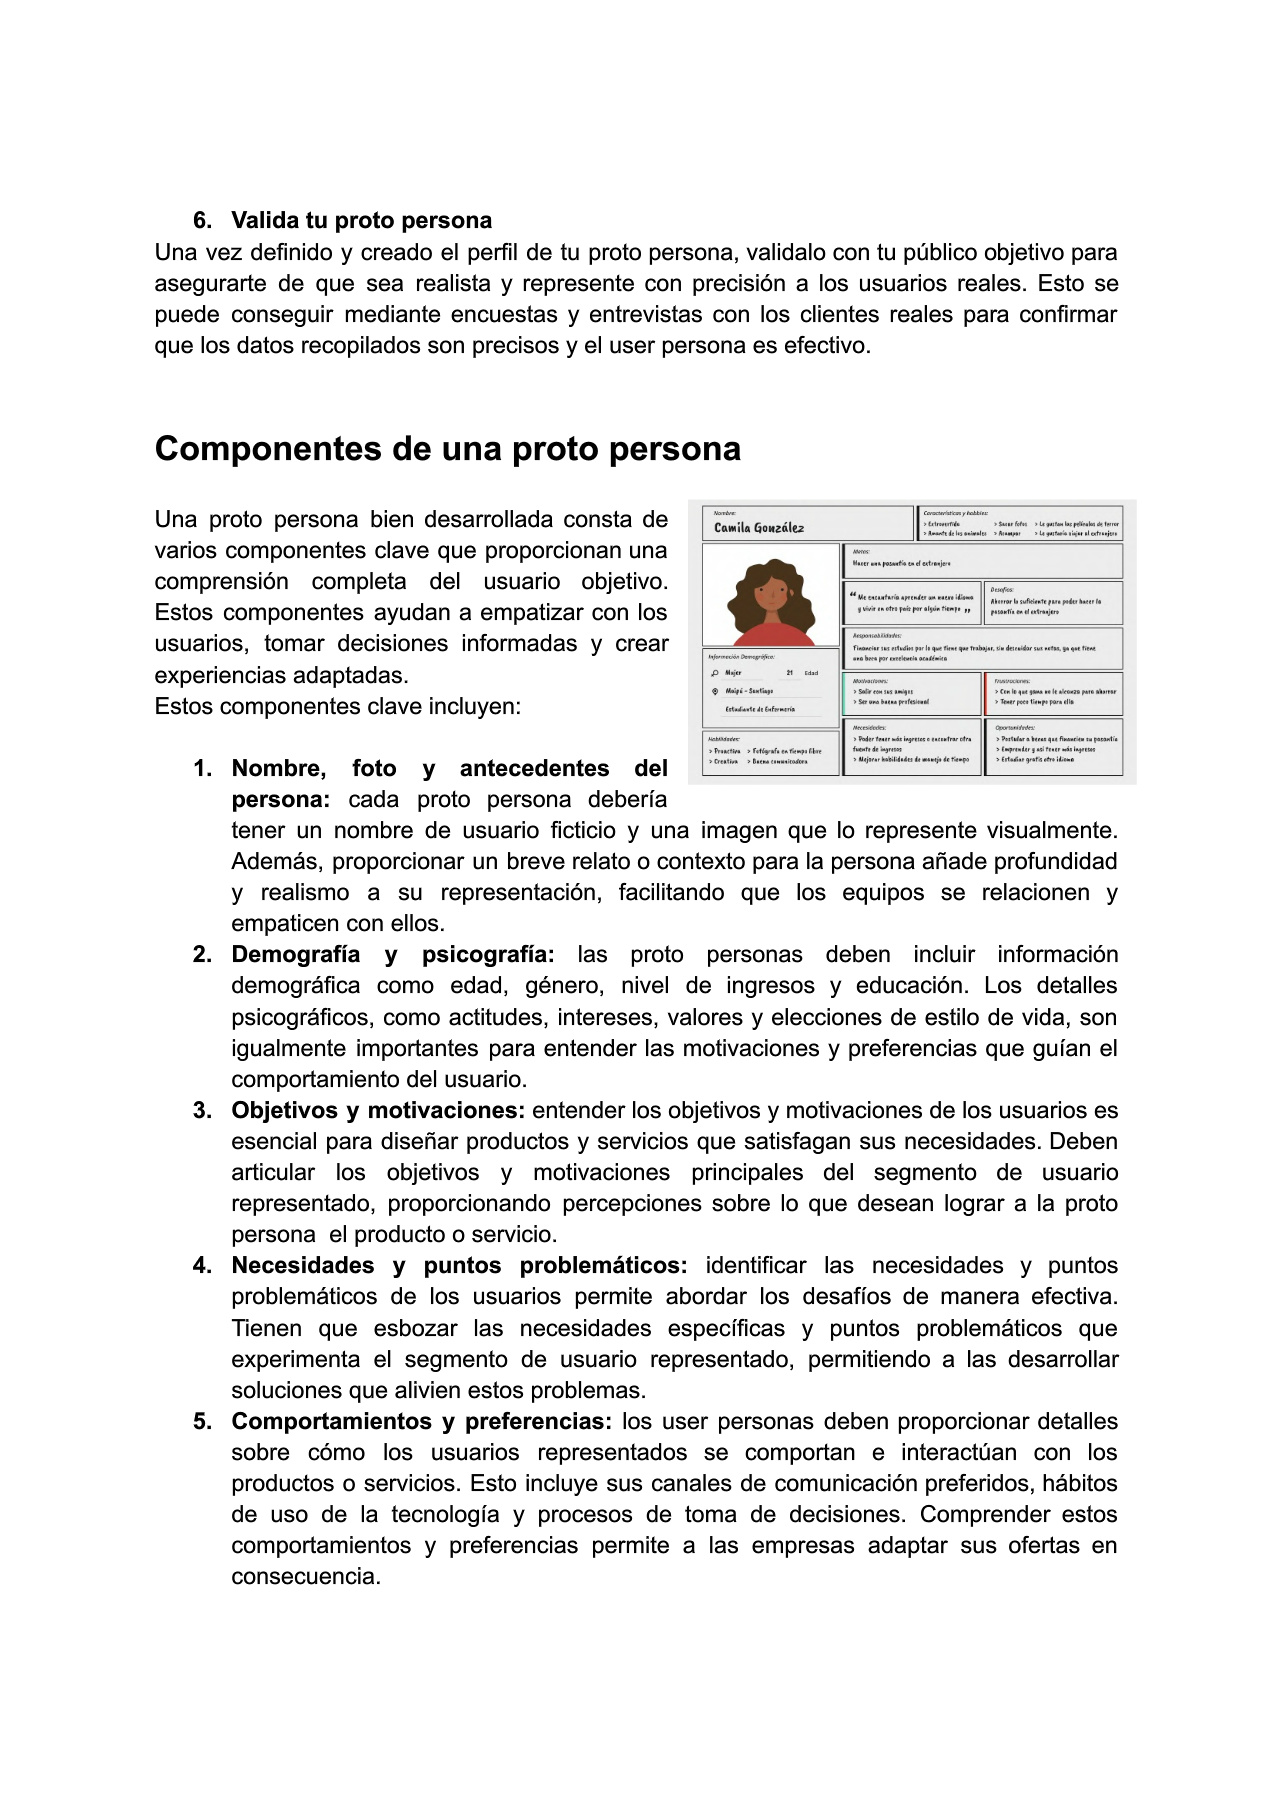 6. Valida tu proto persona
Una vez definido y creado el perfil de tu proto persona, validalo con tu público objetivo para
asegurarte de que sea realista y represente con precisión a los usuarios reales. Esto se
puede conseguir mediante encuestas y entrevistas con los clientes reales para confirmar
que los datos recopilados son precisos y el user persona es efectivo.
Componentes de una proto persona
Una proto persona bien desarrollada consta de
varios componentes clave que proporcionan una
comprensión completa del usuario objetivo.
Estos componentes ayudan a empatizar con los
usuarios, tomar decisiones informadas y crear
experiencias adaptadas.
Estos componentes clave incluyen:
Nombre:
Camila González
Características y hobbies:
> Extrovertida > Sacar fotos > Le gustan las películas de terror
> Amante de los animales > Acampar > Le gustaría viajar al extranjero
Metas:
Hacer una pasantía en el extranjero
“ Me encantaría aprender un nuevo idioma
y vivir en otro país por algún tiempo ”
Desafíos:
Ahorrar lo suficiente para poder hacer la
pasantía en el extranjero
Responsabilidades:
Financiar sus estudios por lo que tiene que trabajar, sin descuidar sus notas, ya que tiene
una beca por excelencia académica
Información Demográfica:
Mujer 21 Edad
Maipú - Santiago
Estudiante de Enfermería
Motivaciones:
> Salir con sus amigos
> Ser una buena profesional
Frustraciones:
> Con lo que gana no le alcanza para ahorrar
> Tener poco tiempo para ella
Habilidades:
> Proactiva > Fotógrafa en tiempo libre
> Creativa > Buena comunicadora
Necesidades:
> Poder tener más ingresos o encontrar otra
fuente de ingresos
> Mejorar habilidades de manejo de tiempo
Oportunidades:
> Postular a becas que financien su pasantía
> Emprender y así tener más ingresos
> Estudiar gratis otro idioma
1. Nombre, foto y antecedentes del
persona: cada proto persona debería
tener un nombre de usuario ficticio y una imagen que lo represente visualmente.
Además, proporcionar un breve relato o contexto para la persona añade profundidad
y realismo a su representación, facilitando que los equipos se relacionen y
empaticen con ellos.
2. Demografía y psicografía: las proto personas deben incluir información
demográfica como edad, género, nivel de ingresos y educación. Los detalles
psicográficos, como actitudes, intereses, valores y elecciones de estilo de vida, son
igualmente importantes para entender las motivaciones y preferencias que guían el
comportamiento del usuario.
3. Objetivos y motivaciones: entender los objetivos y motivaciones de los usuarios es
esencial para diseñar productos y servicios que satisfagan sus necesidades. Deben
articular los objetivos y motivaciones principales del segmento de usuario
representado, proporcionando percepciones sobre lo que desean lograr a la proto
persona el producto o servicio.
4. Necesidades y puntos problemáticos: identificar las necesidades y puntos
problemáticos de los usuarios permite abordar los desafíos de manera efectiva.
Tienen que esbozar las necesidades específicas y puntos problemáticos que
experimenta el segmento de usuario representado, permitiendo a las desarrollar
soluciones que alivien estos problemas.
5. Comportamientos y preferencias: los user personas deben proporcionar detalles
sobre cómo los usuarios representados se comportan e interactúan con los
productos o servicios. Esto incluye sus canales de comunicación preferidos, hábitos
de uso de la tecnología y procesos de toma de decisiones. Comprender estos
comportamientos y preferencias permite a las empresas adaptar sus ofertas en
consecuencia.